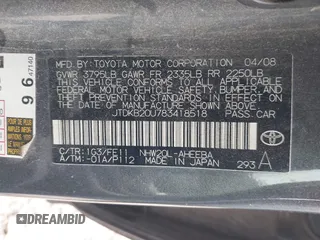 MFD. BY: TOYOTA MOTOR CORPORATION 04/08
GVWR 3795LB GAWR FR 2335LB RR 2250LB
THIS VEHICLE CONFORMS TO ALL APPLICABLE
FEDERAL MOTOR VEHICLE SAFETY, BUMPER, AND
THEFT PREVENTION STANDARDS IN EFFECT ON
THE DATE OF MANUFACTURE SHOWN ABOVE.
JTDKB20U783418518 PASS.CAR
C/TR:1G3/FE11 NHW20L-AHEEBA
A/TM:-01A/P112 MADE IN JAPAN 293 A
96 47140